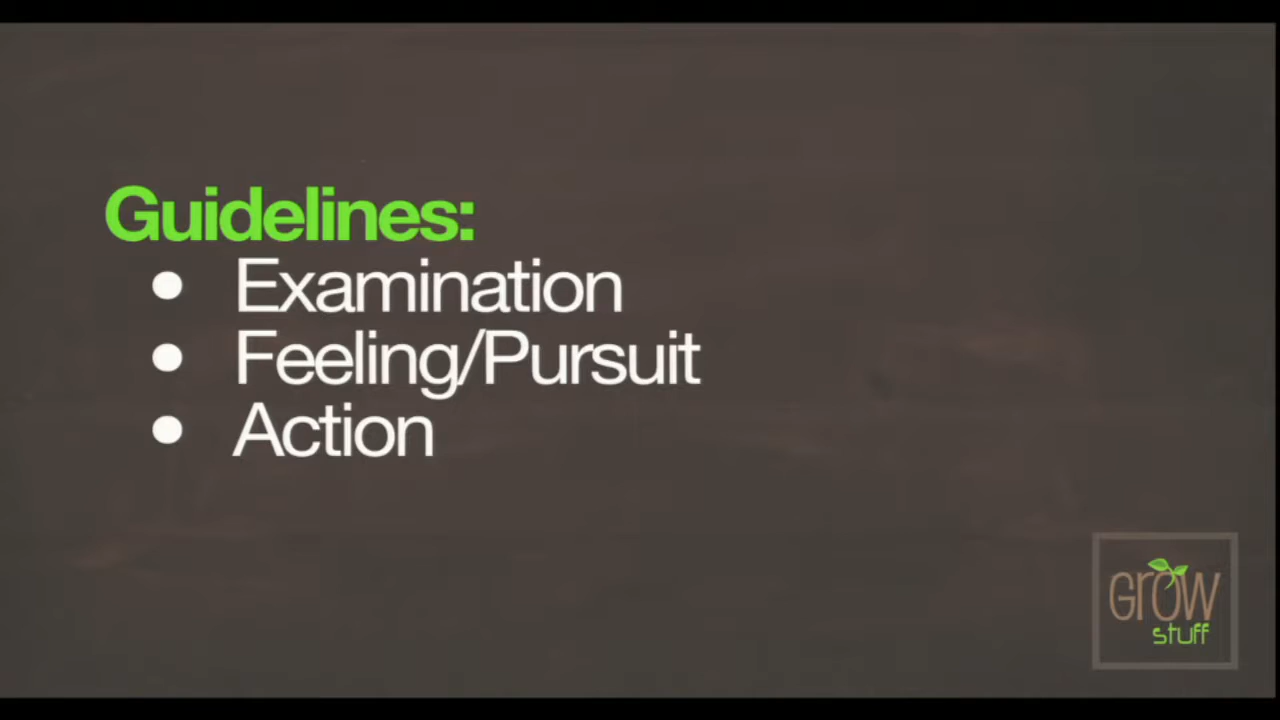 Guidelines:
• Examination
• Feeling/Pursuit
• Action
Grow
stuff